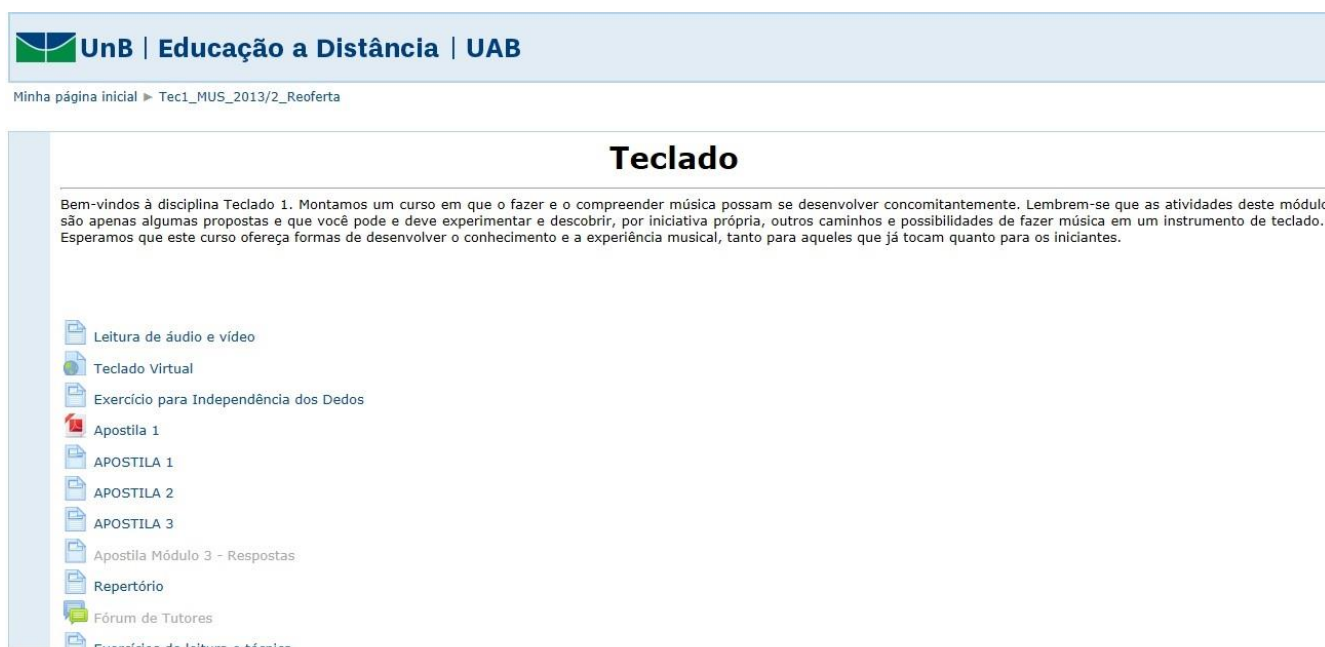 UnB | Educação a Distância | UAB
Minha página inicial ► Tec1_MUS_2013/2_Reoferta
Teclado
Bem-vindos à disciplina Teclado 1. Montamos um curso em que o fazer e o compreender música possam se desenvolver concomitantemente. Lembrem-se que as atividades deste módulo
são apenas algumas propostas e que você pode e deve experimentar e descobrir, por iniciativa própria, outros caminhos e possibilidades de fazer música em um instrumento de teclado.
Esperamos que este curso ofereça formas de desenvolver o conhecimento e a experiência musical, tanto para aqueles que já tocam quanto para os iniciantes.
Leitura de áudio e vídeo
Teclado Virtual
Exercício para Independência dos Dedos
Apostila 1
APOSTILA 1
APOSTILA 2
APOSTILA 3
Apostila Módulo 3 - Respostas
Repertório
Fórum de Tutores
Exercícios de leitura e técnica